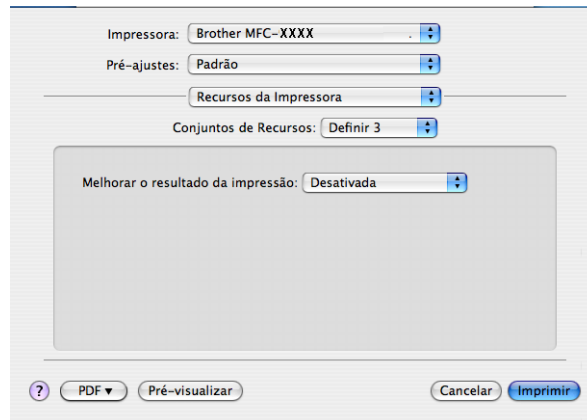 Impressora: Brother MFC-XXXX .
Pré-ajustes: Padrão
Recursos da Impressora
Conjuntos de Recursos: Definir 3
Melhorar o resultado da impressão: Desativada
? PDF ▼ Pré-visualizar Cancelar Imprimir